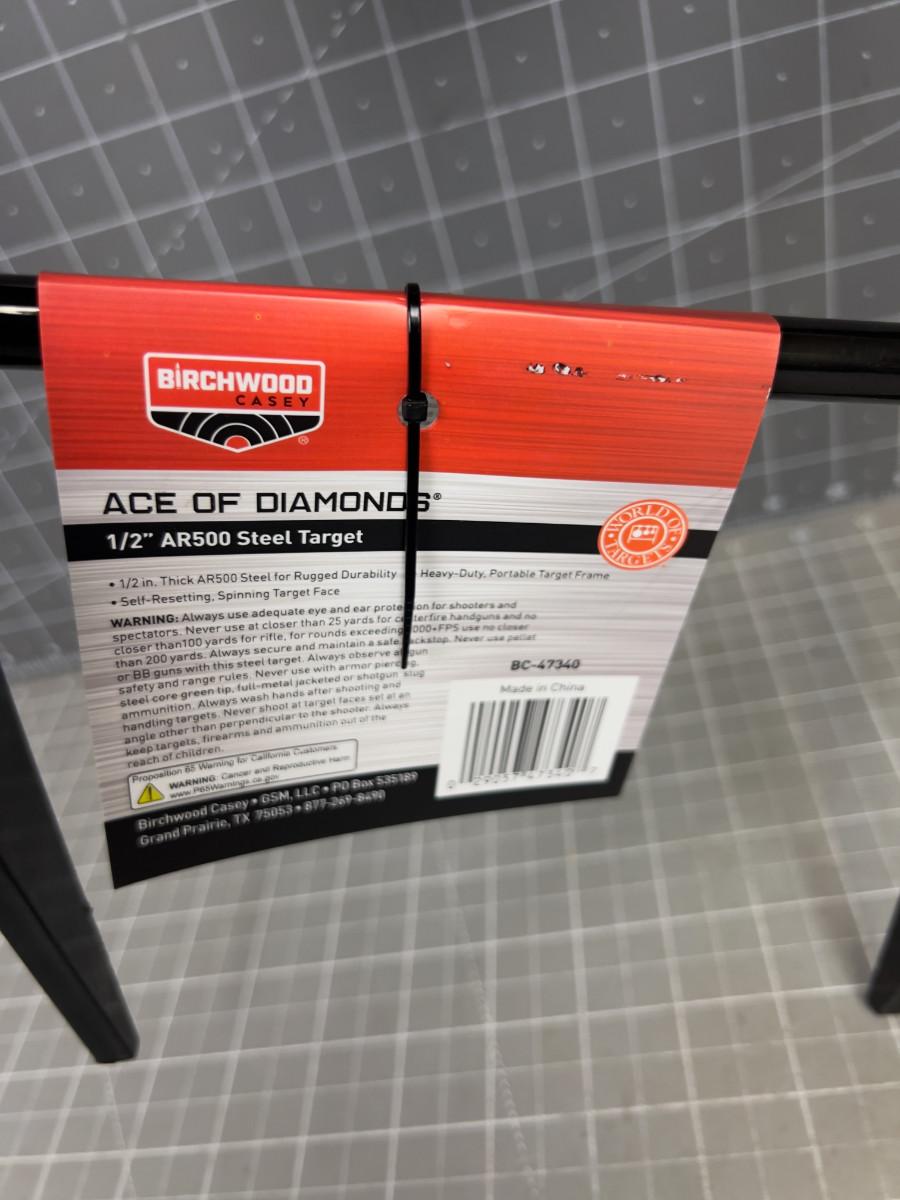 BIRCHWOOD
CASEY
®
ACE OF DIAMONDS®
1/2” AR500 Steel Target
WORLD OF
TARGETS
• 1/2 in. Thick AR500 Steel for Rugged Durability Heavy-Duty, Portable Target Frame
• Self-Resetting, Spinning Target Face
WARNING: Always use adequate eye and ear protection for shooters and
spectators. Never use at closer than 25 yards for centerfire handguns and no
closer than100 yards for rifle, for rounds exceeding 000+FPS use no closer
than 200 yards. Always secure and maintain a safe backstop. Never use pellet
or BB guns with this steel target. Always observe all gun
safety and range rules. Never use with armor piercing,
steel core green tip, full-metal jacketed or shotgun slug
ammunition. Always wash hands after shooting and
handling targets. Never shoot at target faces set at an
angle other than perpendicular to the shooter. Always
keep targets, firearms and ammunition out of the
reach of children.
BC-47340
Made in China
0 29057 47340 7
Proposition 65 Warning for California Customers
WARNING: Cancer and Reproductive Harm
www.P65Warnings.ca.gov
Birchwood Casey • GSM, LLC • PO Box 535189
Grand Prairie, TX 75053 • 877-269-8490